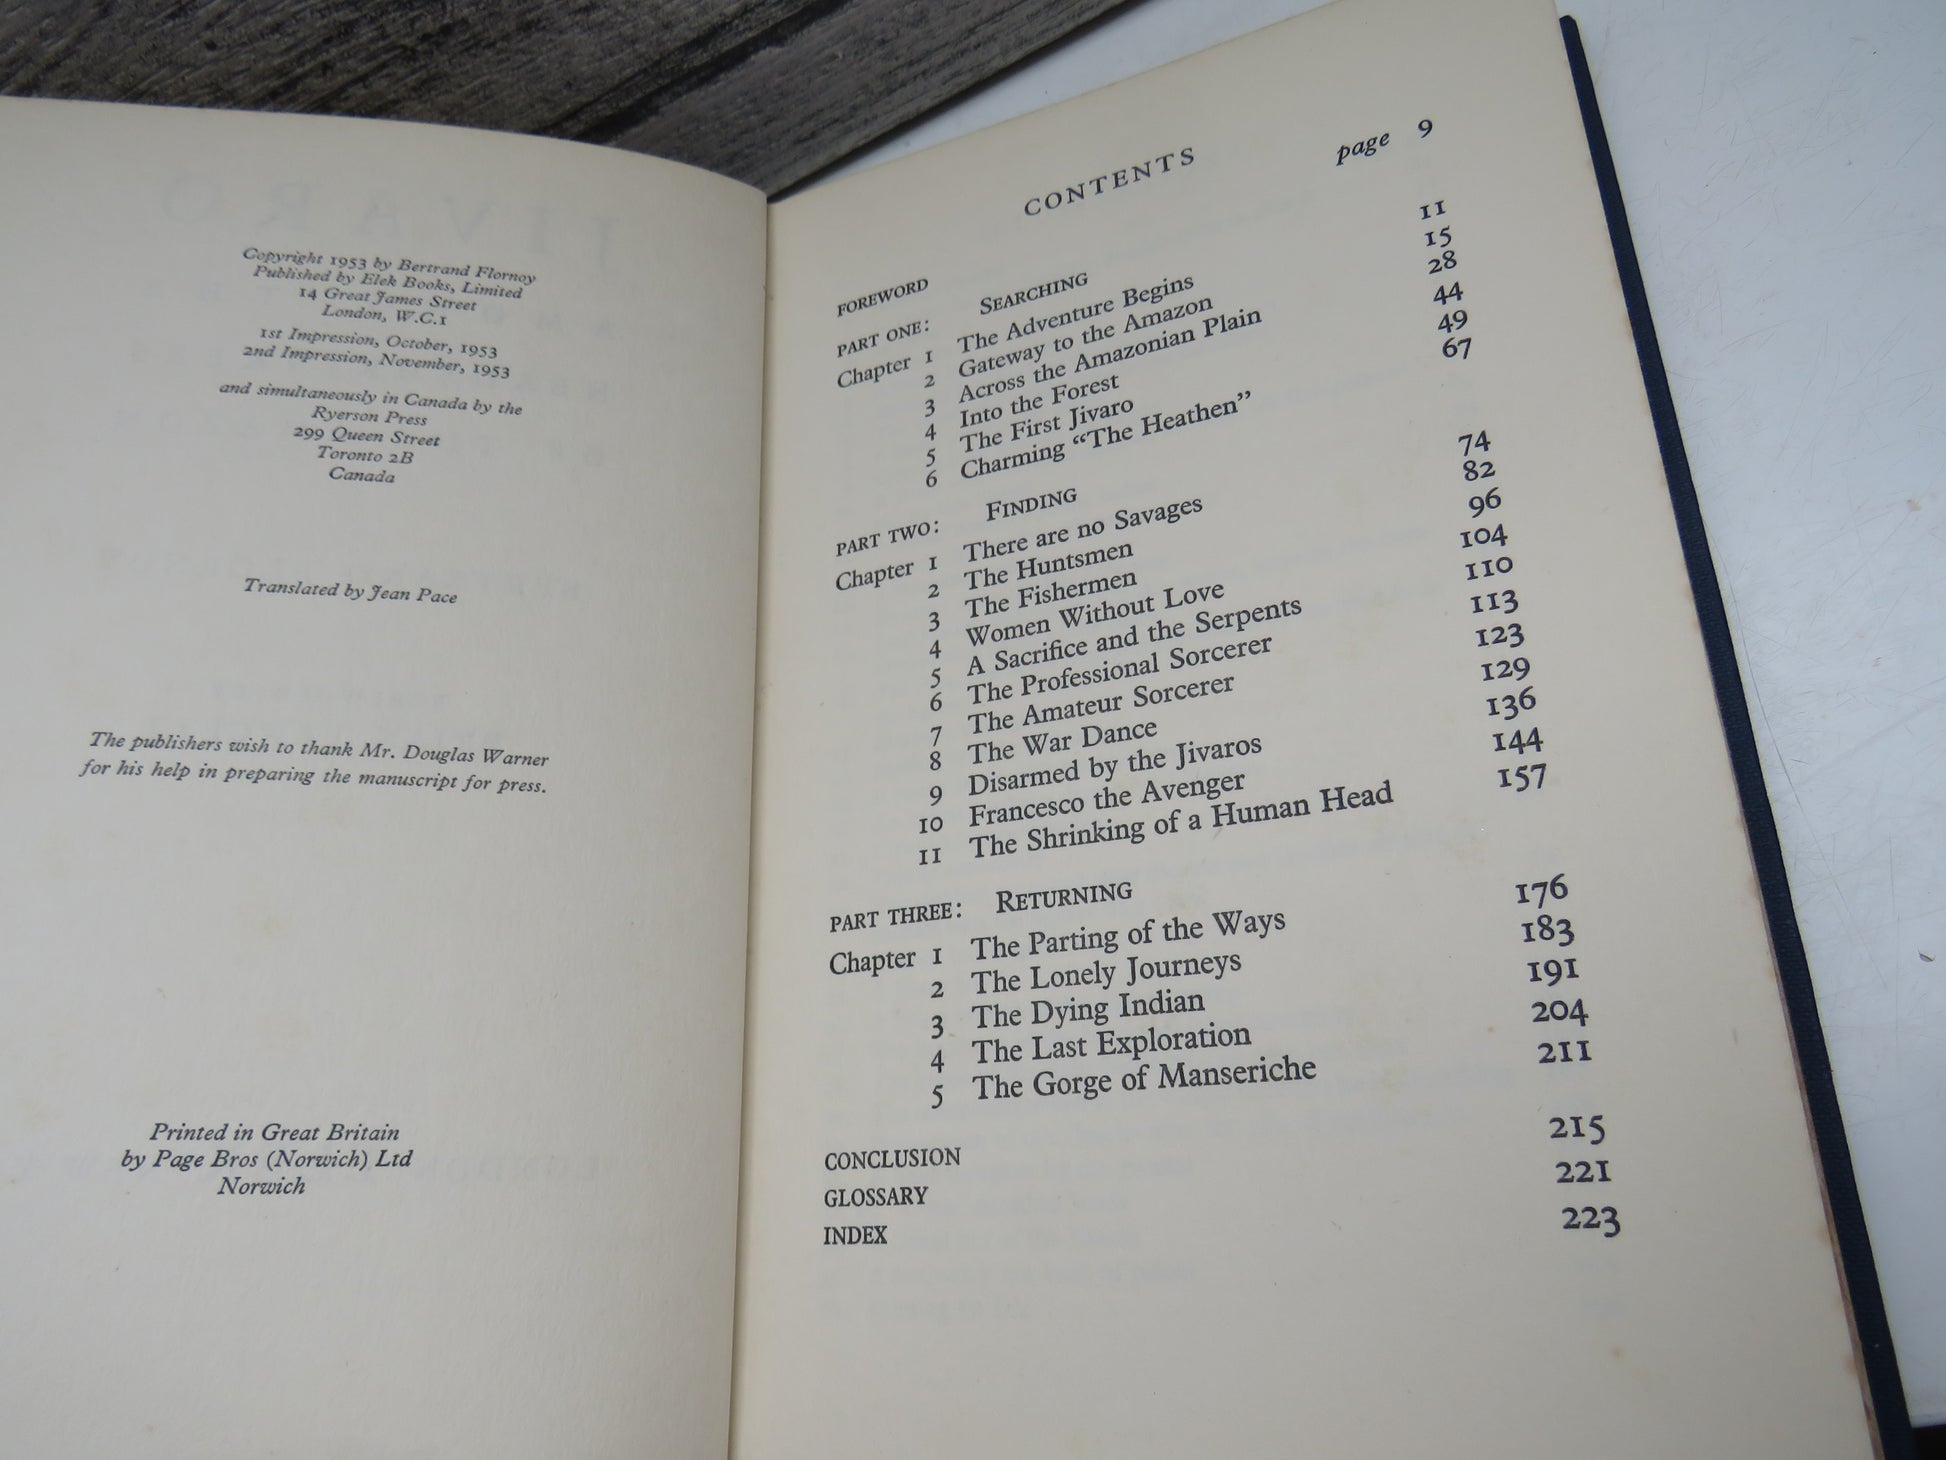 Copyright 1953 by Bertrand Flornoy
Published by Elek Books, Limited
14 Great James Street
London, W.C.1
1st Impression, October, 1953
2nd Impression, November, 1953
and simultaneously in Canada by the
Ryerson Press
299 Queen Street
Toronto 2B
Canada
Translated by Jean Pace
The publishers wish to thank Mr. Douglas Warner
for his help in preparing the manuscript for press.
Printed in Great Britain
by Page Bros (Norwich) Ltd
Norwich
CONTENTS
FOREWORD page 9
PART ONE: SEARCHING
Chapter 1 The Adventure Begins 11
2 Gateway to the Amazon 15
3 Across the Amazonian Plain 28
4 Into the Forest 44
5 The First Jivaro 49
6 Charming "The Heathen" 67
PART TWO: FINDING
Chapter 1 There are no Savages 74
2 The Huntsmen 82
3 The Fishermen 96
4 Women Without Love 104
5 A Sacrifice and the Serpents 110
6 The Professional Sorcerer 113
7 The Amateur Sorcerer 123
8 The War Dance 129
9 Disarmed by the Jivaros 136
10 Francesco the Avenger 144
11 The Shrinking of a Human Head 157
PART THREE: RETURNING
Chapter 1 The Parting of the Ways 176
2 The Lonely Journeys 183
3 The Dying Indian 191
4 The Last Exploration 204
5 The Gorge of Manseriche 211
CONCLUSION 215
GLOSSARY 221
INDEX 223